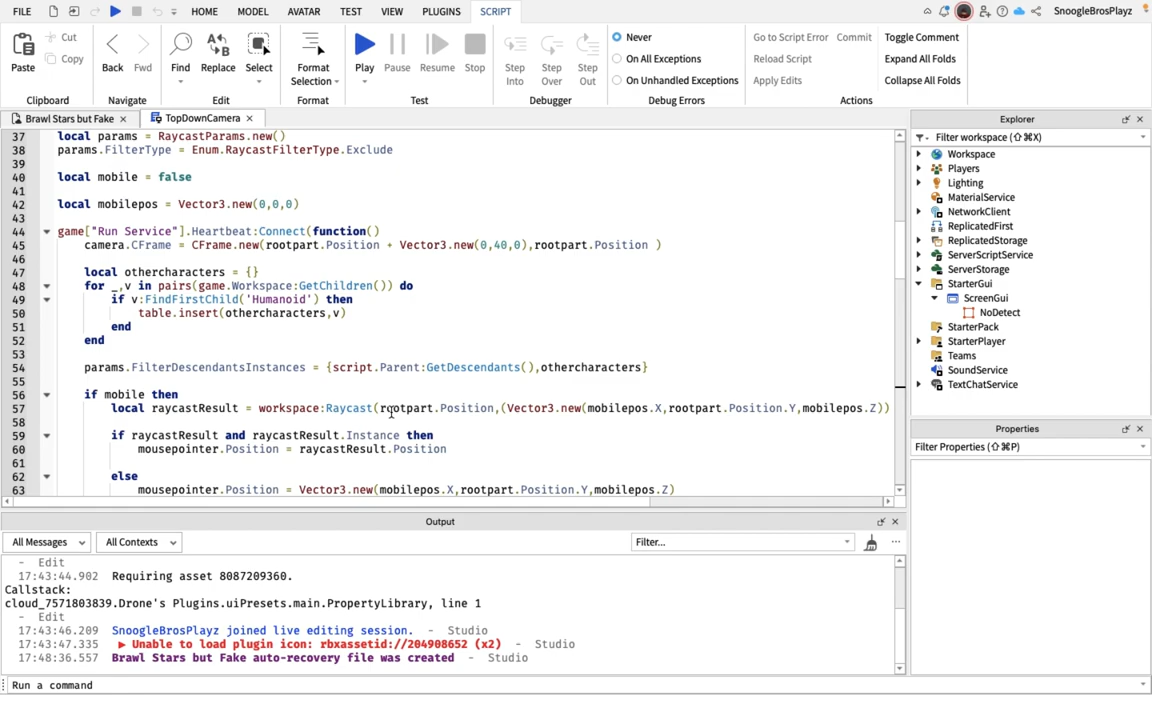 FILE HOME MODEL AVATAR TEST VIEW PLUGINS SCRIPT SnoogleBrosPlayz
Paste Cut Copy Back Fwd Find Replace Select Format Selection Play Pause Resume Stop Step Into Step Over Step Out
Never
On All Exceptions
On Unhandled Exceptions
Go to Script Error Commit Toggle Comment
Reload Script Expand All Folds
Apply Edits Collapse All Folds
Clipboard Navigate Edit Format Test Debugger Debug Errors Actions
Brawl Stars but Fake × TopDownCamera ×
37 local params = RaycastParams.new()
38 params.FilterType = Enum.RaycastFilterType.Exclude
39
40 local mobile = false
41
42 local mobilepos = Vector3.new(0,0,0)
43
44 game["Run Service"].Heartbeat:Connect(function()
45 camera.CFrame = CFrame.new(rootpart.Position + Vector3.new(0,40,0),rootpart.Position )
46
47 local othercharacters = {}
48 for _,v in pairs(game.Workspace:GetChildren()) do
49 if v:FindFirstChild('Humanoid') then
50 table.insert(othercharacters,v)
51 end
52 end
53
54 params.FilterDescendantsInstances = {script.Parent:GetDescendants(),othercharacters}
55
56 if mobile then
57 local raycastResult = workspace:Raycast(rootpart.Position,(Vector3.new(mobilepos.X,rootpart.Position.Y,mobilepos.Z))
58
59 if raycastResult and raycastResult.Instance then
60 mousepointer.Position = raycastResult.Position
61
62 else
63 mousepointer.Position = Vector3.new(mobilepos.X,rootpart.Position.Y,mobilepos.Z)
Explorer
Filter workspace (⇧⌘X)
Workspace
Players
Lighting
MaterialService
NetworkClient
ReplicatedFirst
ReplicatedStorage
ServerScriptService
ServerStorage
StarterGui
ScreenGui
NoDetect
StarterPack
StarterPlayer
Teams
SoundService
TextChatService
Properties
Filter Properties (⇧⌘P)
Output
All Messages All Contexts Filter...
- Edit
17:43:44.902 Requiring asset 8087209360.
Callstack:
cloud_7571803839.Drone's Plugins.uiPresets.main.PropertyLibrary, line 1
- Edit
17:43:46.209 SnoogleBrosPlayz joined live editing session. - Studio
17:43:47.335 ▶ Unable to load plugin icon: rbxassetid://204908652 (x2) - Studio
17:48:36.557 Brawl Stars but Fake auto-recovery file was created - Studio
Run a command